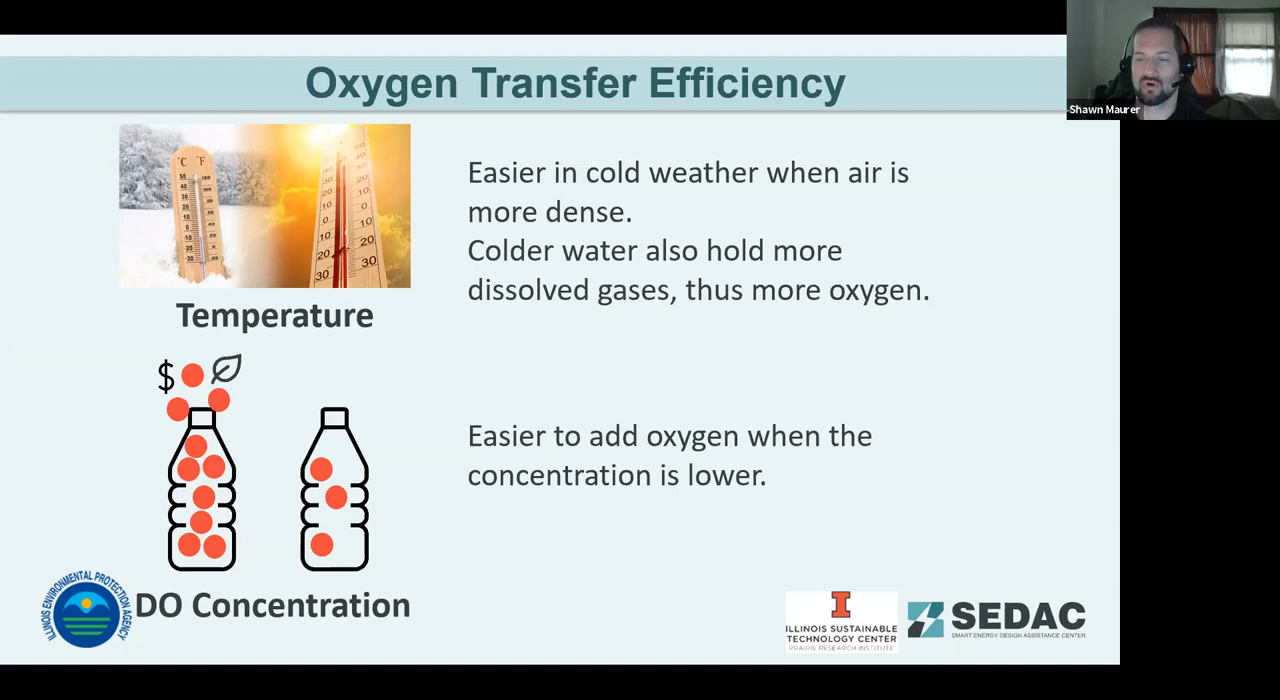 Oxygen Transfer Efficiency
Shawn Maurer
°C °F
Easier in cold weather when air is
more dense.
Colder water also hold more
dissolved gases, thus more oxygen.
Temperature
$
Easier to add oxygen when the
concentration is lower.
DO Concentration
ILLINOIS ENVIRONMENTAL PROTECTION AGENCY
I
ILLINOIS SUSTAINABLE
TECHNOLOGY CENTER
PRAIRIE RESEARCH INSTITUTE
SEDAC
SMART ENERGY DESIGN ASSISTANCE CENTER